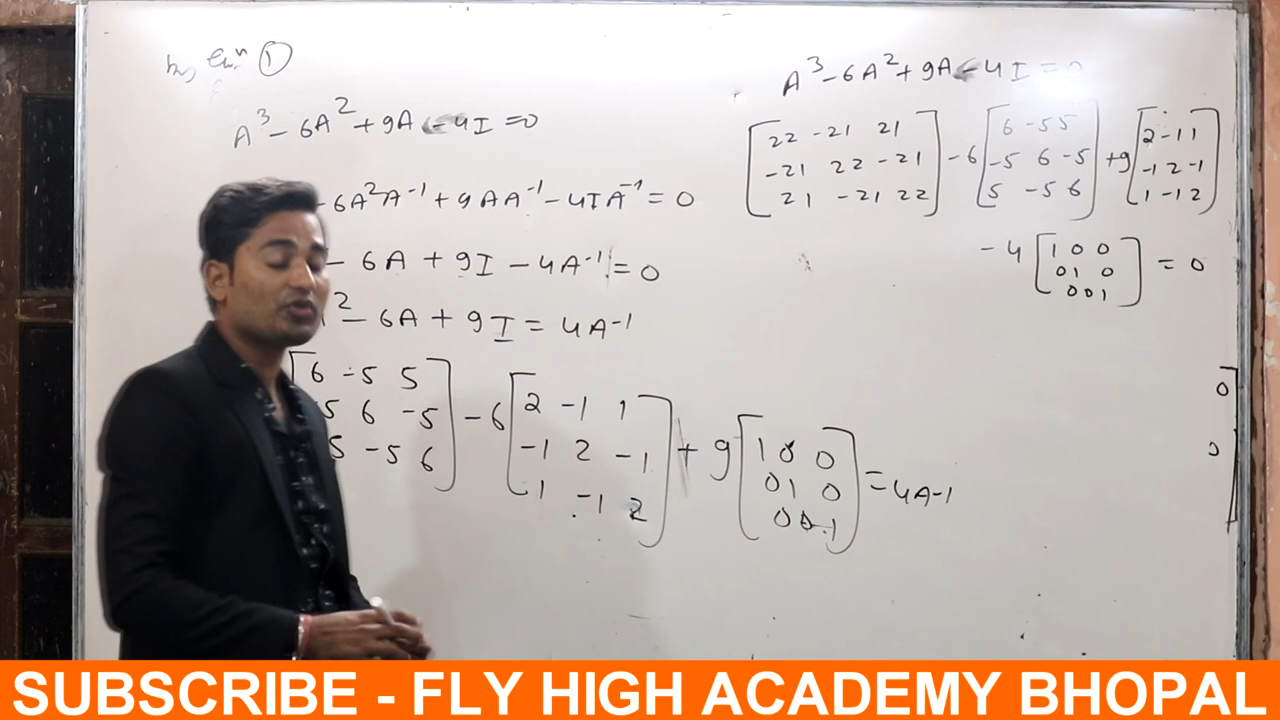 by Eqn ①
A³ - 6A² + 9A - 4I = 0
- 6A²A⁻¹ + 9AA⁻¹ - 4IA⁻¹ = 0
- 6A + 9I - 4A⁻¹ = 0
² - 6A + 9I = 4A⁻¹
6 -5 5
5 6 -5
5 -5 6
- 6
2 -1 1
-1 2 -1
1 -1 2
+ 9
1 0 0
0 1 0
0 0 1
= 4A-1
A³ - 6A² + 9A - 4I = 0
22 -21 21
-21 22 -21
21 -21 22
- 6
6 -5 5
-5 6 -5
5 -5 6
+9
2 -1 1
-1 2 -1
1 -1 2
- 4
1 0 0
0 1 0
0 0 1
= 0
0
SUBSCRIBE - FLY HIGH ACADEMY BHOPAL